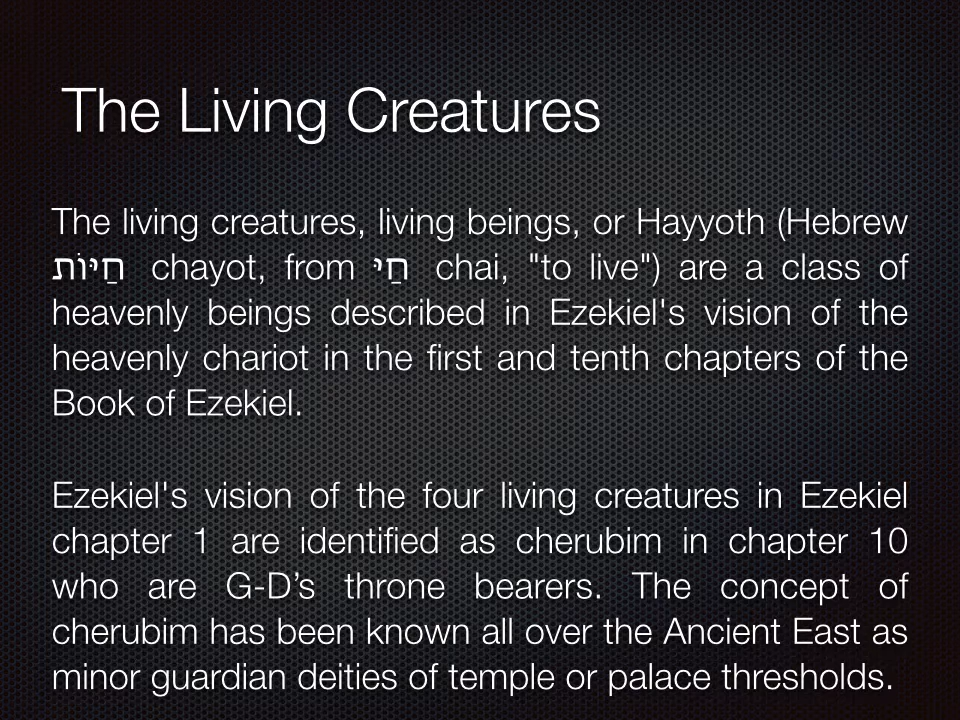 The Living Creatures
The living creatures, living beings, or Hayyoth (Hebrew
חַיּוֹת chayot, from חַיּ chai, "to live") are a class of
heavenly beings described in Ezekiel's vision of the
heavenly chariot in the first and tenth chapters of the
Book of Ezekiel.
Ezekiel's vision of the four living creatures in Ezekiel
chapter 1 are identified as cherubim in chapter 10
who are G-D’s throne bearers. The concept of
cherubim has been known all over the Ancient East as
minor guardian deities of temple or palace thresholds.